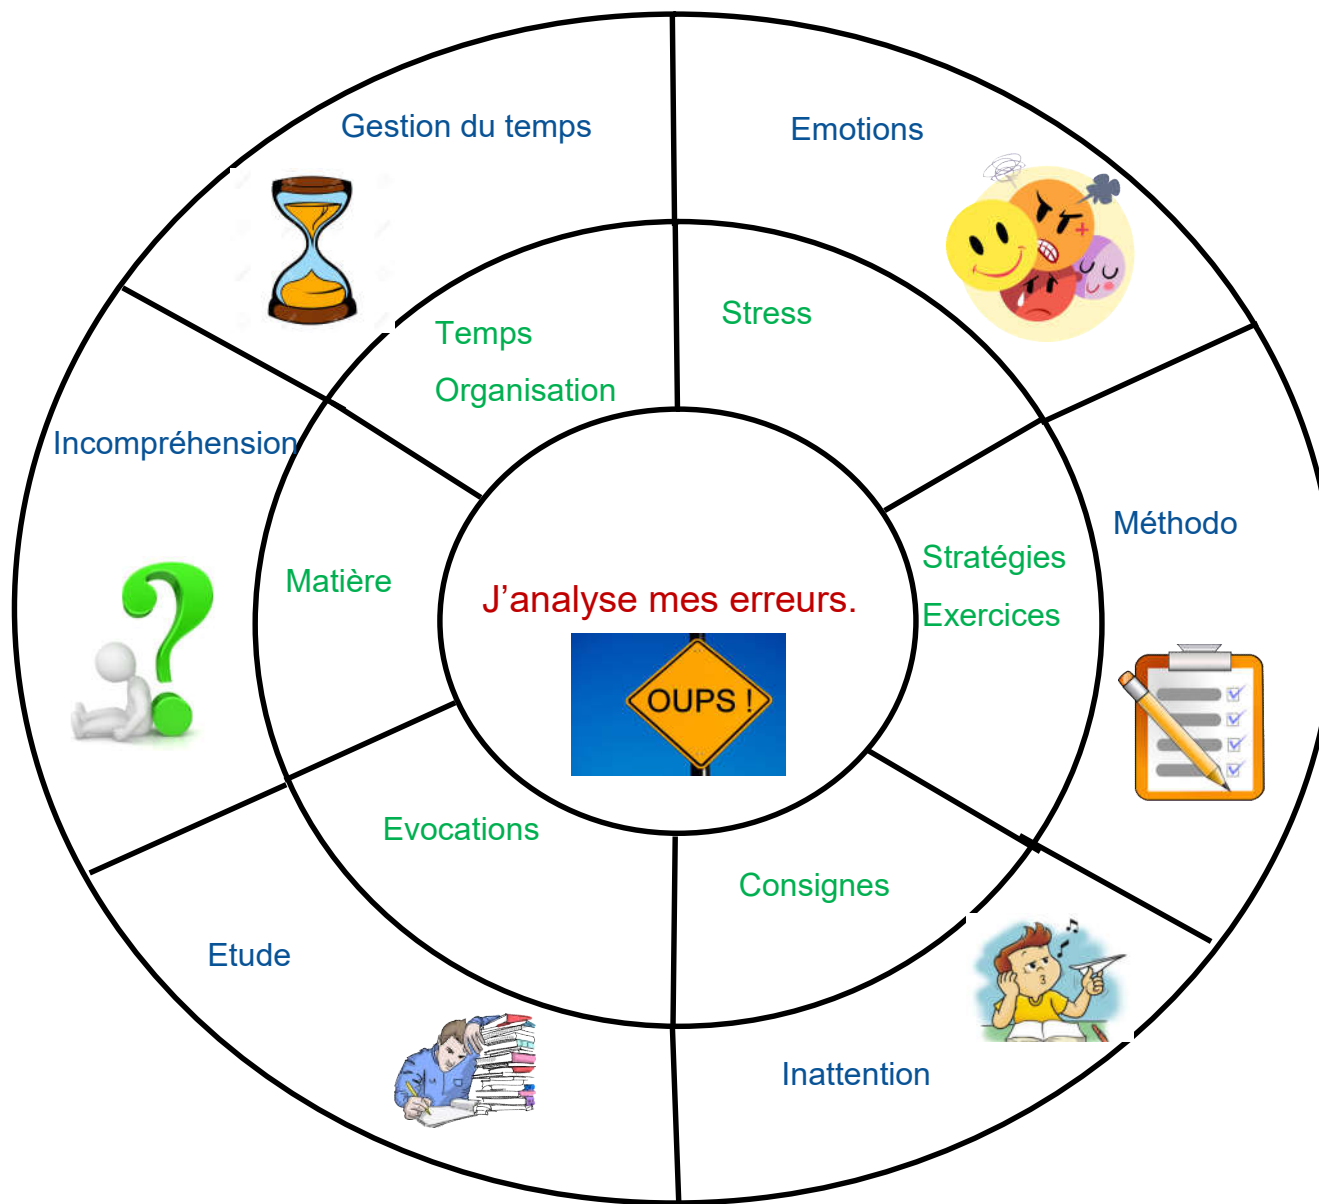 Gestion du temps
Emotions
Temps
Organisation
Stress
Incompréhension
Méthodo
Matière
Stratégies
Exercices
J'analyse mes erreurs.
OUPS !
Evocations
Consignes
Etude
Inattention